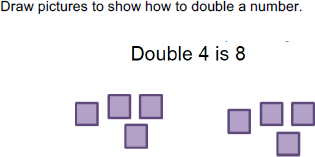 Draw pictures to show how to double a number.
Double 4 is 8